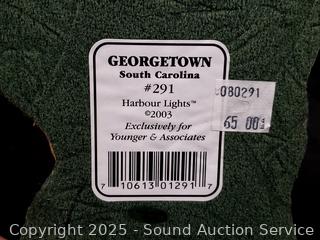 GEORGETOWN
South Carolina
#291
Harbour Lights™
©2003
Exclusively for
Younger & Associates
7 10613 01291 7
080291
65.00
Copyright 2025 - Sound Auction Service